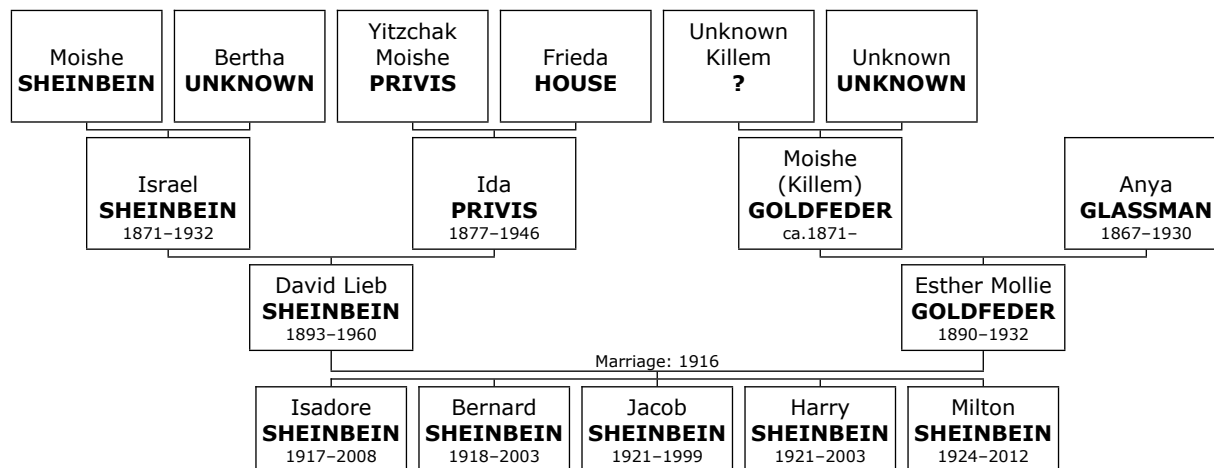 Moishe
SHEINBEIN
Bertha
UNKNOWN
Yitzchak
Moishe
PRIVIS
Frieda
HOUSE
Unknown
Killem
?
Unknown
UNKNOWN
Israel
SHEINBEIN
1871–1932
Ida
PRIVIS
1877–1946
Moishe
(Killem)
GOLDFEDER
ca.1871–
Anya
GLASSMAN
1867–1930
David Lieb
SHEINBEIN
1893–1960
Esther Mollie
GOLDFEDER
1890–1932
Marriage: 1916
Isadore
SHEINBEIN
1917–2008
Bernard
SHEINBEIN
1918–2003
Jacob
SHEINBEIN
1921–1999
Harry
SHEINBEIN
1921–2003
Milton
SHEINBEIN
1924–2012